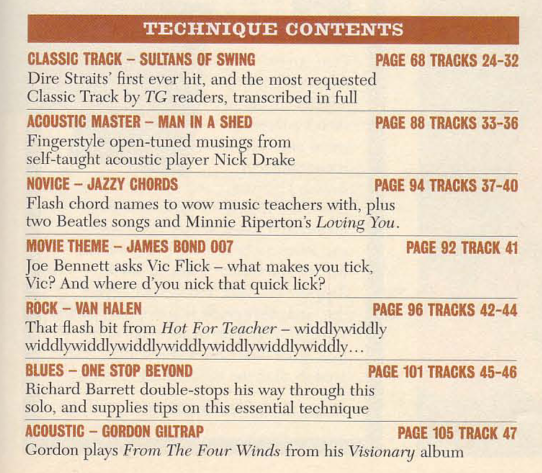 TECHNIQUE CONTENTS
CLASSIC TRACK – SULTANS OF SWING PAGE 68 TRACKS 24-32
Dire Straits' first ever hit, and the most requested
Classic Track by TG readers, transcribed in full
ACOUSTIC MASTER – MAN IN A SHED PAGE 88 TRACKS 33-36
Fingerstyle open-tuned musings from
self-taught acoustic player Nick Drake
NOVICE – JAZZY CHORDS PAGE 94 TRACKS 37-40
Flash chord names to wow music teachers with, plus
two Beatles songs and Minnie Riperton's Loving You.
MOVIE THEME – JAMES BOND 007 PAGE 92 TRACK 41
Joe Bennett asks Vic Flick – what makes you tick,
Vic? And where d'you nick that quick lick?
ROCK – VAN HALEN PAGE 96 TRACKS 42-44
That flash bit from Hot For Teacher – widdlywiddly
widdlywiddlywiddlywiddlywiddlywiddlywiddly…
BLUES – ONE STOP BEYOND PAGE 101 TRACKS 45-46
Richard Barrett double-stops his way through this
solo, and supplies tips on this essential technique
ACOUSTIC – GORDON GILTRAP PAGE 105 TRACK 47
Gordon plays From The Four Winds from his Visionary album